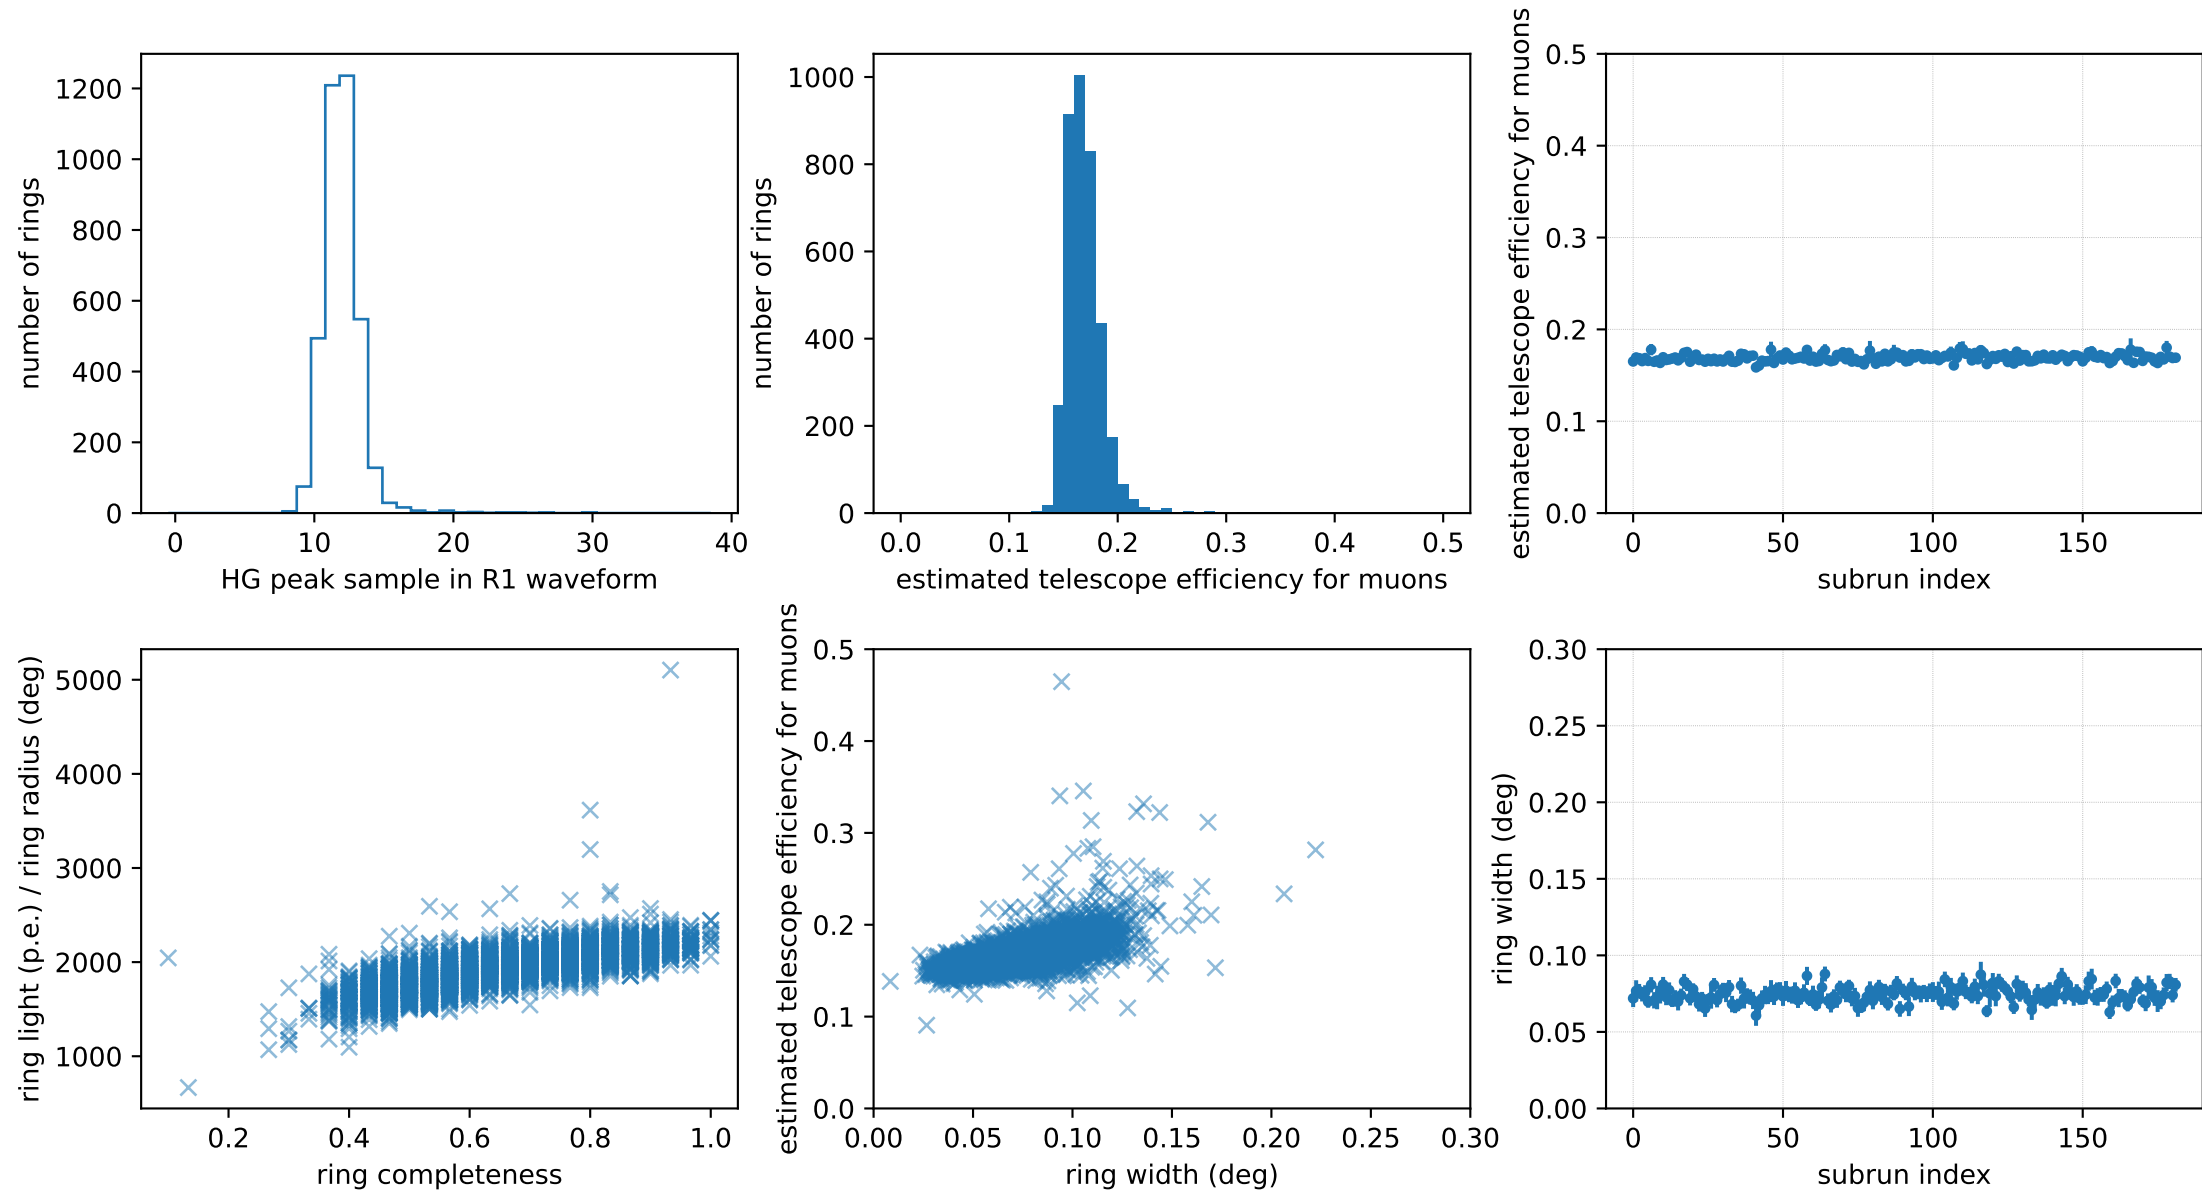 number of rings
1200
1000
800
600
400
200
0
0 10 20 30 40
HG peak sample in R1 waveform
number of rings
1000
800
600
400
200
0
0.0 0.1 0.2 0.3 0.4 0.5
estimated telescope efficiency for muons
estimated telescope efficiency for muons
0.5
0.4
0.3
0.2
0.1
0.0
0 50 100 150
subrun index
ring light (p.e.) / ring radius (deg)
5000
4000
3000
2000
1000
0.2 0.4 0.6 0.8 1.0
ring completeness
estimated telescope efficiency for muons
0.5
0.4
0.3
0.2
0.1
0.0
0.00 0.05 0.10 0.15 0.20 0.25 0.30
ring width (deg)
ring width (deg)
0.30
0.25
0.20
0.15
0.10
0.05
0.00
0 50 100 150
subrun index